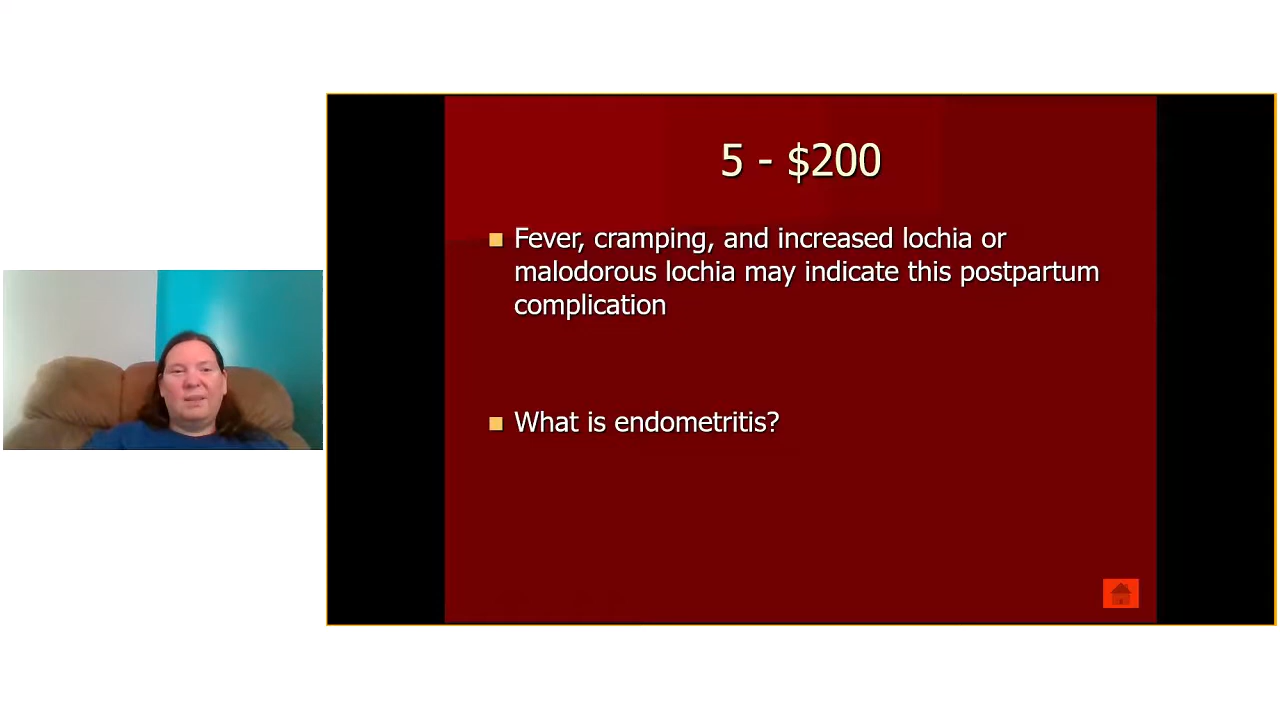 5 - $200
Fever, cramping, and increased lochia or
malodorous lochia may indicate this postpartum
complication
What is endometritis?